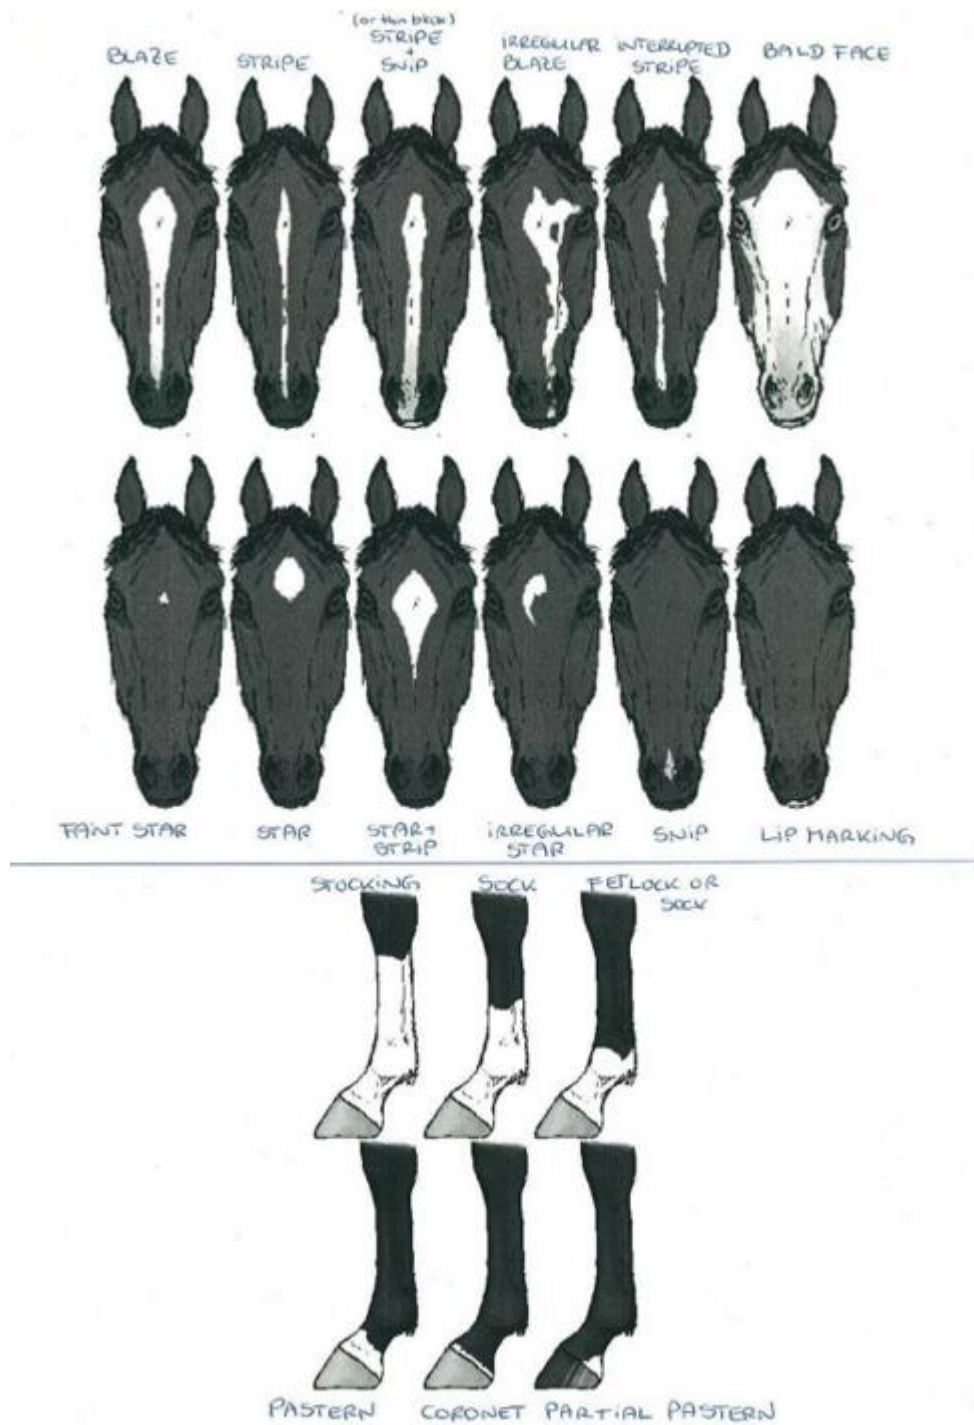 BLAZE
STRIPE
(or thin blaze)
STRIPE
+
SNIP
IRREGULAR
BLAZE
INTERRUPTED
STRIPE
BALD FACE
FAINT STAR
STAR
STAR +
STRIP
IRREGULAR
STAR
SNIP
LIP MARKING
STOCKING
SOCK
FETLOCK OR
SOCK
PASTERN
CORONET
PARTIAL PASTERN